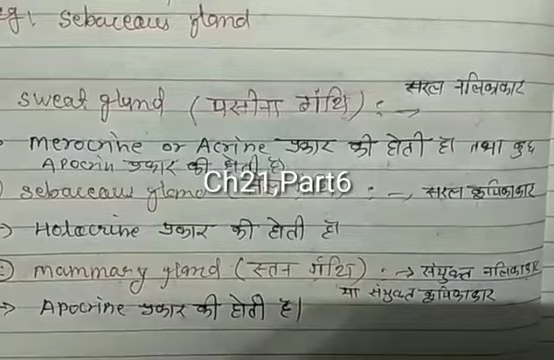 eg. Sebaceous gland
सरल नलिकाकार
Sweat gland (पसीना ग्रंथि) : →
merocrine or Acrine प्रकार की होती है। तथा कुछ
Apocrin प्रकार की होती है।
Ch21,Part6
Sebaceous gland : → सरल कूपिकाकार
→ Holocrine प्रकार की होती है।
mammary gland (स्तन ग्रंथि) : → संयुक्त नलिकाकार
या संयुक्त कूपिकाकार
→ Apocrine प्रकार की होती है।